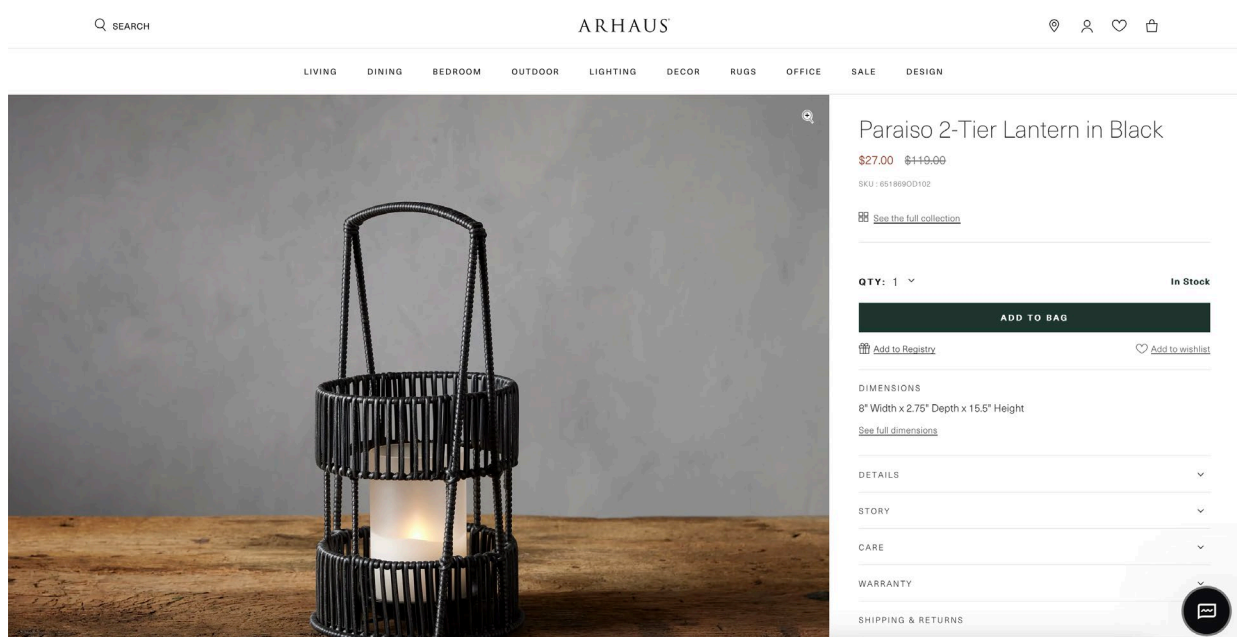 SEARCH
ARHAUS
LIVING DINING BEDROOM OUTDOOR LIGHTING DECOR RUGS OFFICE SALE DESIGN
Paraiso 2-Tier Lantern in Black
$27.00 $119.00
SKU : 651869OD102
See the full collection
QTY: 1 In Stock
ADD TO BAG
Add to Registry Add to wishlist
DIMENSIONS
8" Width x 2.75" Depth x 15.5" Height
See full dimensions
DETAILS
STORY
CARE
WARRANTY
SHIPPING & RETURNS